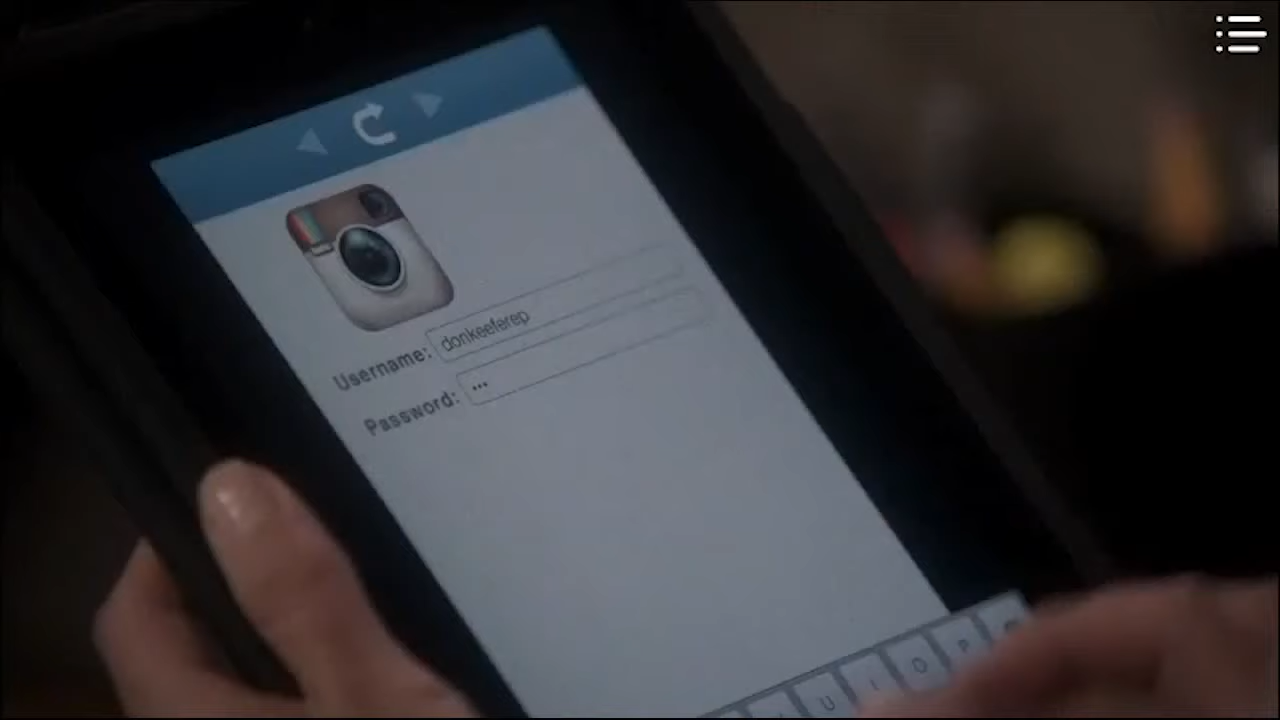 Username: donkeeferep
Password: •••
U I O P